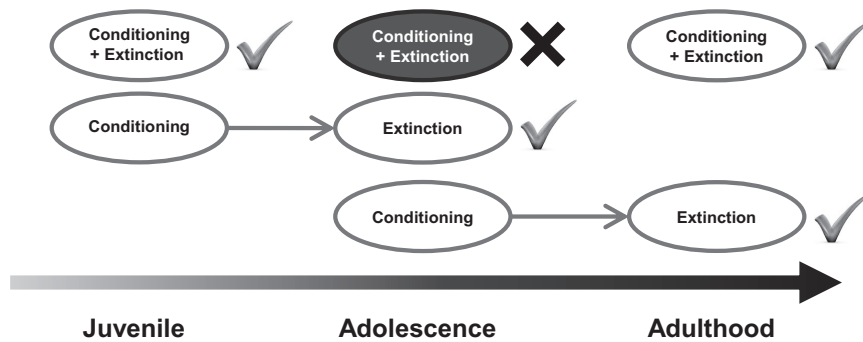 Conditioning
+ Extinction
Conditioning
+ Extinction
Conditioning
+ Extinction
Conditioning
Extinction
Conditioning
Extinction
Juvenile
Adolescence
Adulthood